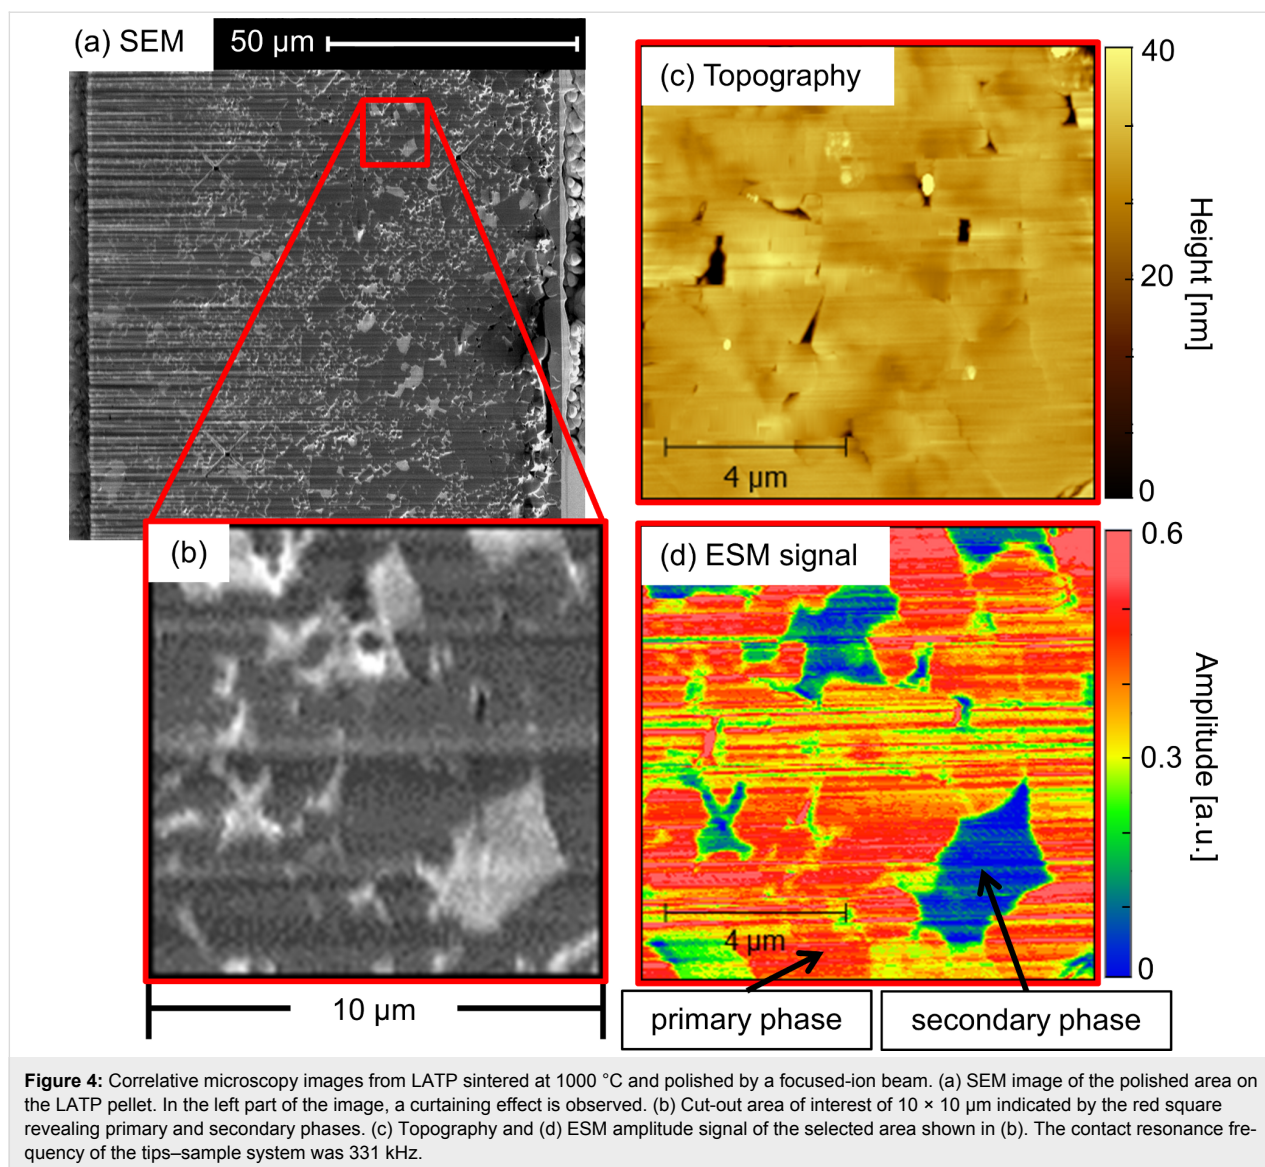 (a) SEM
50 µm
(b)
10 µm
(c) Topography
4 µm
40
20
0
Height [nm]
(d) ESM signal
4 µm
0.6
0.3
0
Amplitude [a.u.]
primary phase
secondary phase
Figure 4: Correlative microscopy images from LATP sintered at 1000 °C and polished by a focused-ion beam. (a) SEM image of the polished area on
the LATP pellet. In the left part of the image, a curtaining effect is observed. (b) Cut-out area of interest of 10 × 10 µm indicated by the red square
revealing primary and secondary phases. (c) Topography and (d) ESM amplitude signal of the selected area shown in (b). The contact resonance fre-
quency of the tips–sample system was 331 kHz.